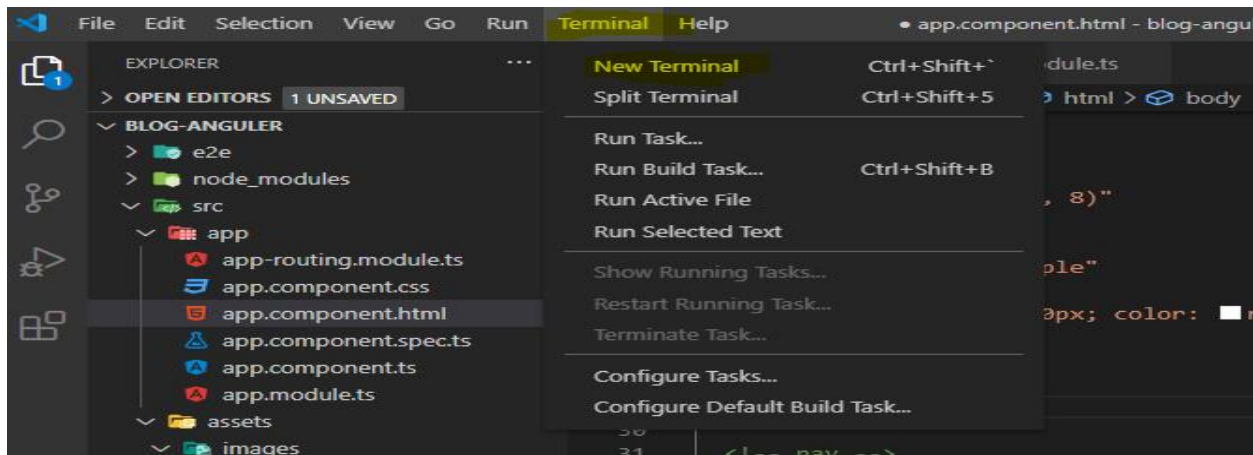 File Edit Selection View Go Run Terminal Help ● app.component.html - blog-angu
1
EXPLORER ...
> OPEN EDITORS 1 UNSAVED
BLOG-ANGULER
e2e
node_modules
src
app
app-routing.module.ts
app.component.css
app.component.html
app.component.spec.ts
app.component.ts
app.module.ts
assets
images
New Terminal Ctrl+Shift+`
Split Terminal Ctrl+Shift+5
Run Task...
Run Build Task... Ctrl+Shift+B
Run Active File
Run Selected Text
Show Running Tasks...
Restart Running Task...
Terminate Task...
Configure Tasks...
Configure Default Build Task...
dule.ts
html > body
, 8)"
ple"
0px; color: r
30
31 <!-- nav -->